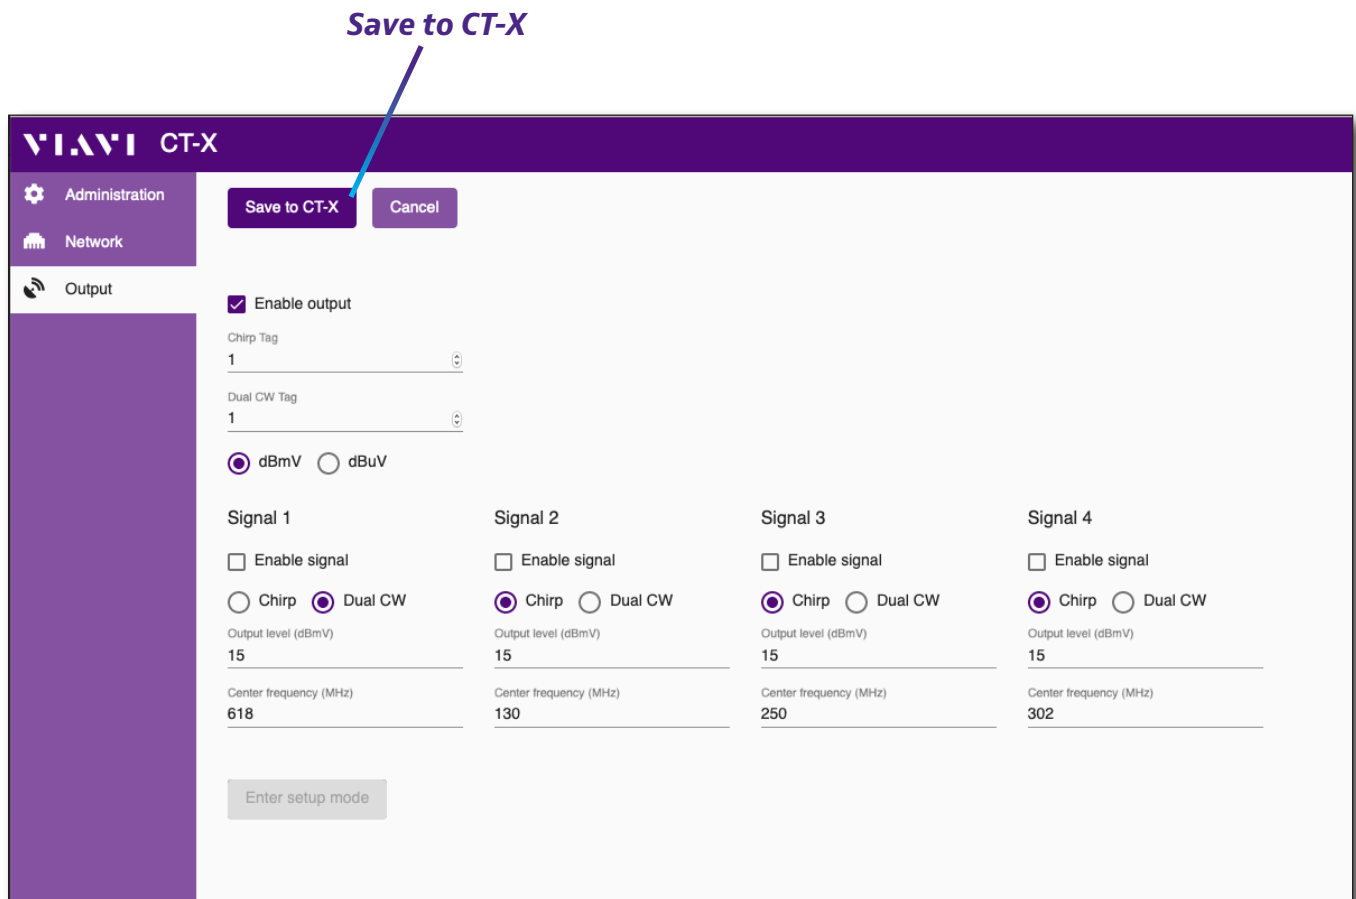 Save to CT-X
VIAVI CT-X
Administration
Network
Output
Save to CT-X Cancel
Enable output
Chirp Tag
1
Dual CW Tag
1
dBmV dBuV
Signal 1 Signal 2 Signal 3 Signal 4
Enable signal Enable signal Enable signal Enable signal
Chirp Dual CW Chirp Dual CW Chirp Dual CW Chirp Dual CW
Output level (dBmV) Output level (dBmV) Output level (dBmV) Output level (dBmV)
15 15 15 15
Center frequency (MHz) Center frequency (MHz) Center frequency (MHz) Center frequency (MHz)
618 130 250 302
Enter setup mode